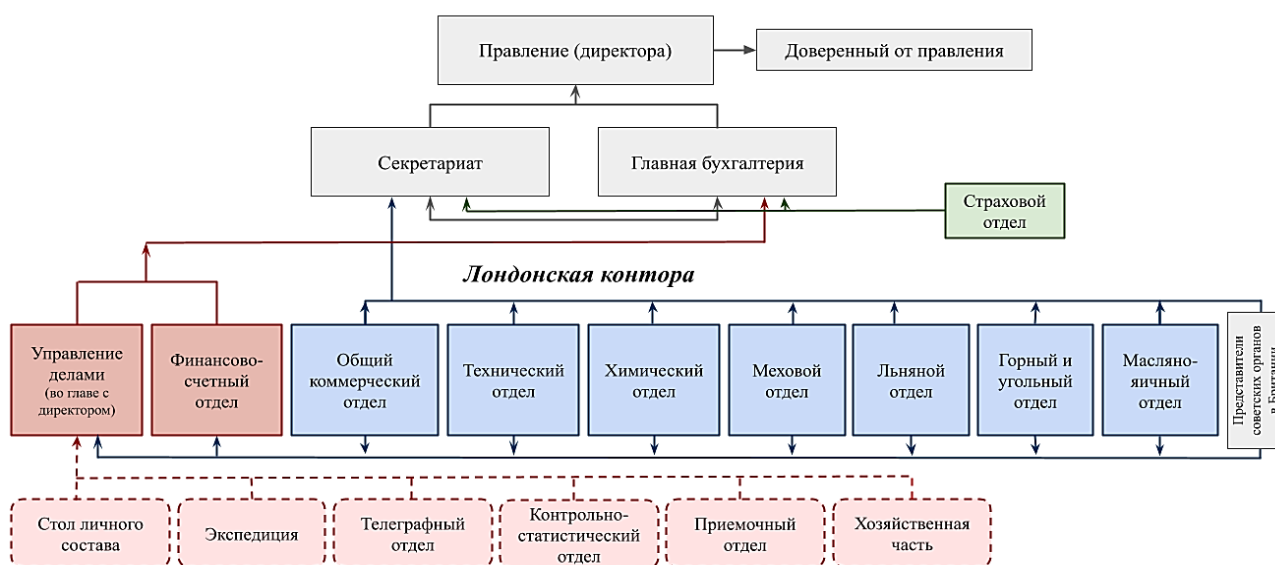 Правление (директора)
Доверенный от правления
Секретариат
Главная бухгалтерия
Страховой
отдел
Лондонская контора
Управление
делами
(во главе с
директором)
Финансово-
счетный
отдел
Общий
коммерческий
отдел
Технический
отдел
Химический
отдел
Меховой
отдел
Льняной
отдел
Горный и
угольный отдел
Масляно-
яичный отдел
Представители
советских органов
в Британии
Стол личного
состава
Экспедиция
Телеграфный
отдел
Контрольно-
статистический
отдел
Приемочный
отдел
Хозяйственная
часть